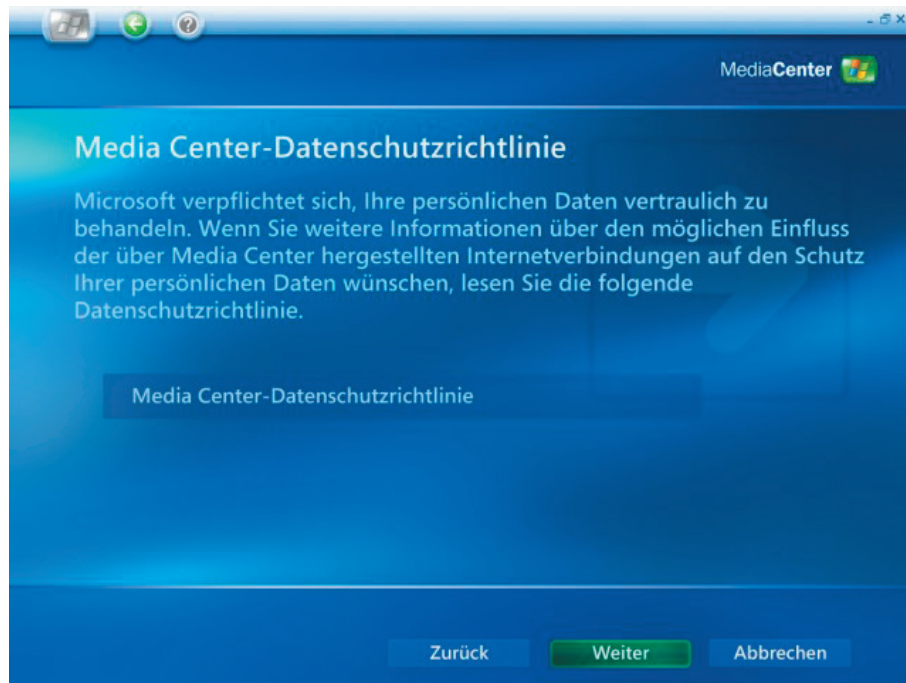 MediaCenter
Media Center-Datenschutzrichtlinie
Microsoft verpflichtet sich, Ihre persönlichen Daten vertraulich zu
behandeln. Wenn Sie weitere Informationen über den möglichen Einfluss
der über Media Center hergestellten Internetverbindungen auf den Schutz
Ihrer persönlichen Daten wünschen, lesen Sie die folgende
Datenschutzrichtlinie.
Media Center-Datenschutzrichtlinie
Zurück Weiter Abbrechen